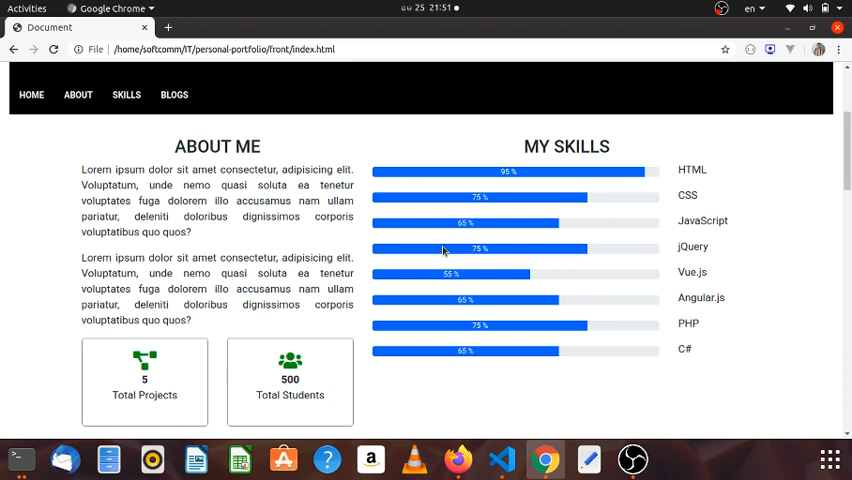 Activities
Google Chrome
25 21:51
en
Document
File
/home/softcomm/IT/personal-portfolio/front/index.html
HOME ABOUT SKILLS BLOGS
ABOUT ME
Lorem ipsum dolor sit amet consectetur, adipisicing elit.
Voluptatum, unde nemo quasi soluta ea tenetur
voluptates fuga dolorem illo accusamus nam ullam
pariatur, deleniti doloribus dignissimos corporis
voluptatibus quo quos?
Lorem ipsum dolor sit amet consectetur, adipisicing elit.
Voluptatum, unde nemo quasi soluta ea tenetur
voluptates fuga dolorem illo accusamus nam ullam
pariatur, deleniti doloribus dignissimos corporis
voluptatibus quo quos?
5
Total Projects
500
Total Students
MY SKILLS
95 % HTML
75 % CSS
65 % JavaScript
75 % jQuery
55 % Vue.js
65 % Angular.js
75 % PHP
65 % C#